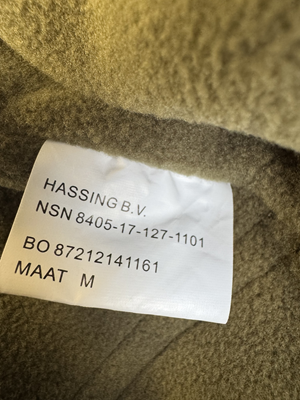 HASSING B.V.
NSN 8405-17-127-1101
BO 87212141161
MAAT M